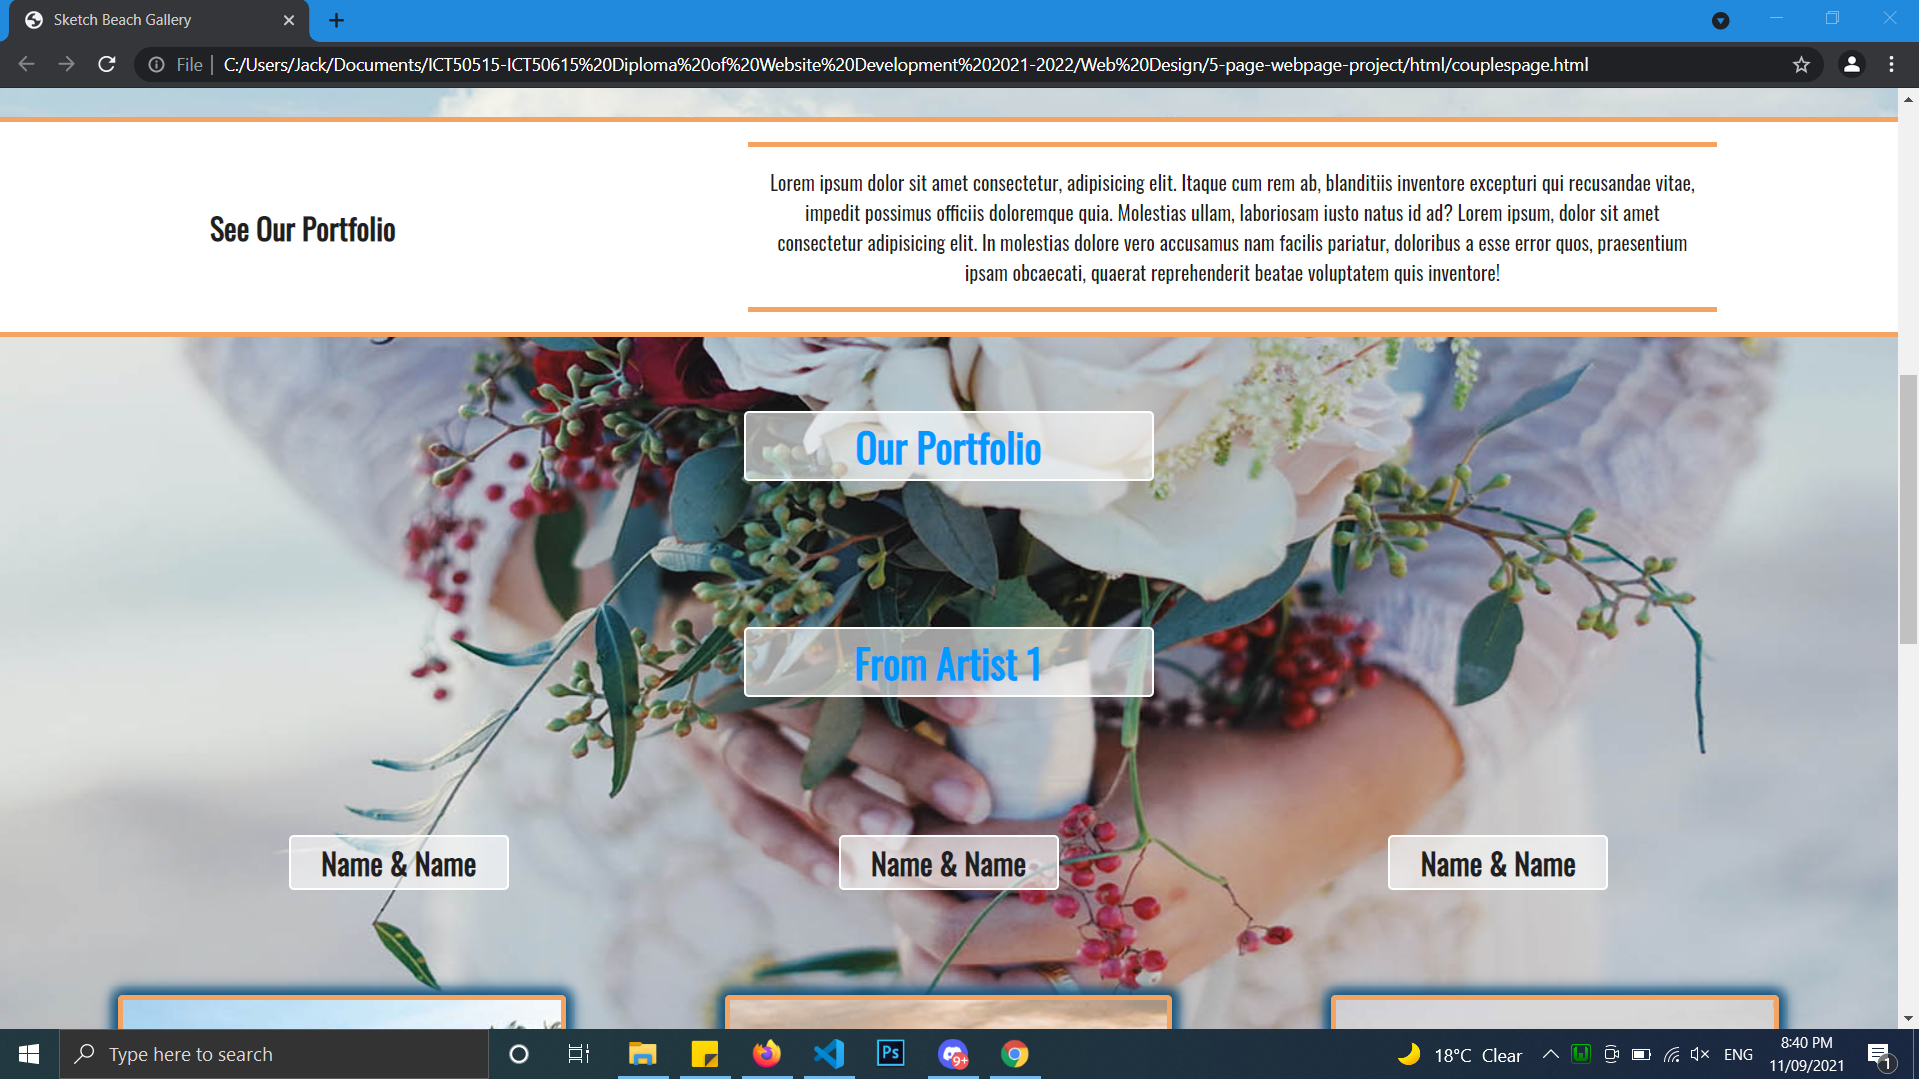 Sketch Beach Gallery
File
C:/Users/Jack/Documents/ICT50515-ICT50615%20Diploma%20of%20Website%20Development%202021-2022/Web%20Design/5-page-webpage-project/html/couplespage.html
See Our Portfolio
Lorem ipsum dolor sit amet consectetur, adipisicing elit. Itaque cum rem ab, blanditiis inventore excepturi qui recusandae vitae,
impedit possimus officiis doloremque quia. Molestias ullam, laboriosam iusto natus id ad? Lorem ipsum, dolor sit amet
consectetur adipisicing elit. In molestias dolore vero accusamus nam facilis pariatur, doloribus a esse error quos, praesentium
ipsam obcaecati, quaerat reprehenderit beatae voluptatem quis inventore!
Our Portfolio
From Artist 1
Name & Name
Name & Name
Name & Name
Type here to search
Ps
9+
18°C Clear
ENG
8:40 PM
11/09/2021
1